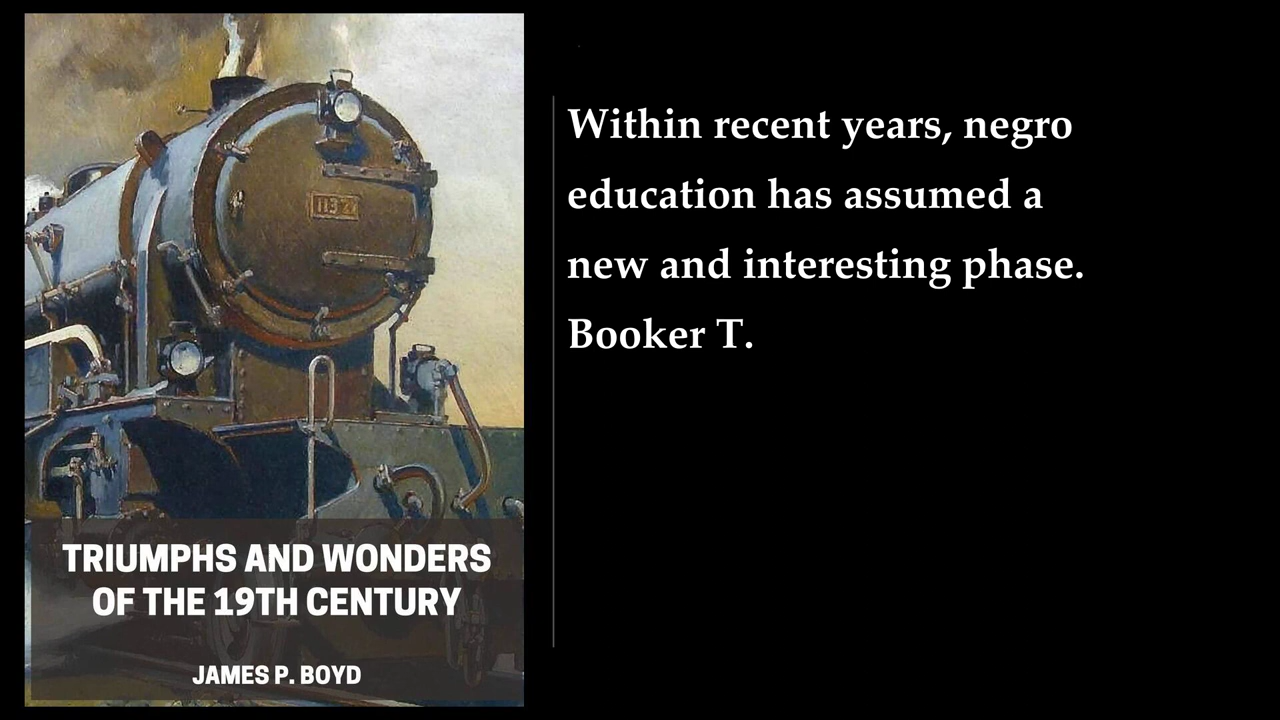 TRIUMPHS AND WONDERS
OF THE 19TH CENTURY
JAMES P. BOYD
Within recent years, negro
education has assumed a
new and interesting phase.
Booker T.